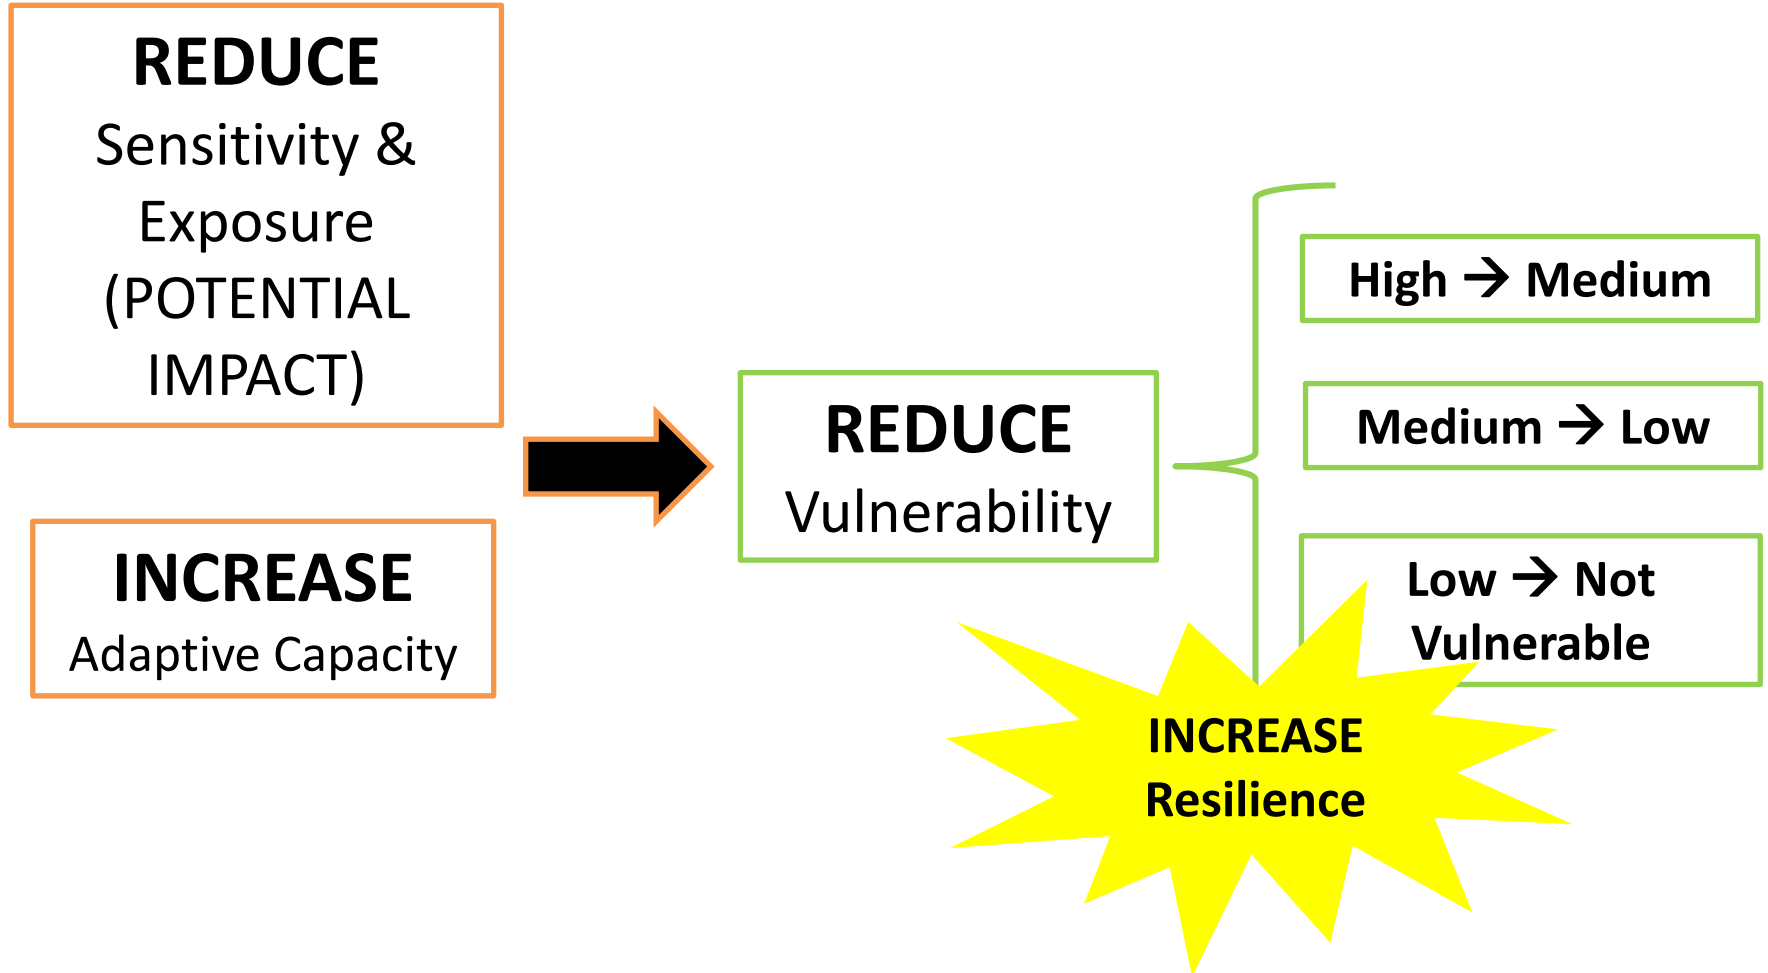 REDUCE
Sensitivity &
Exposure
(POTENTIAL
IMPACT)
INCREASE
Adaptive Capacity
REDUCE
Vulnerability
High → Medium
Medium → Low
Low → Not
Vulnerable
INCREASE
Resilience